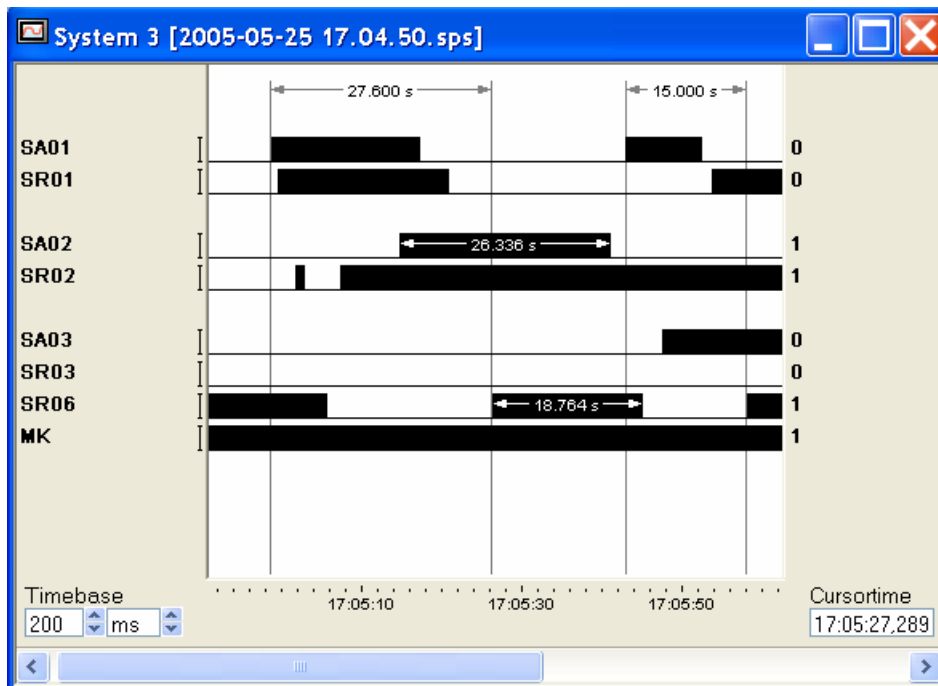 System 3 [2005-05-25 17.04.50.sps]
27.600 s 15.000 s
SA01 0
SR01 0
SA02 26.336 s 1
SR02 1
SA03 0
SR03 0
SR06 18.764 s 1
MK 1
Timebase 17:05:10 17:05:30 17:05:50 Cursortime
200 ms 17:05:27,289